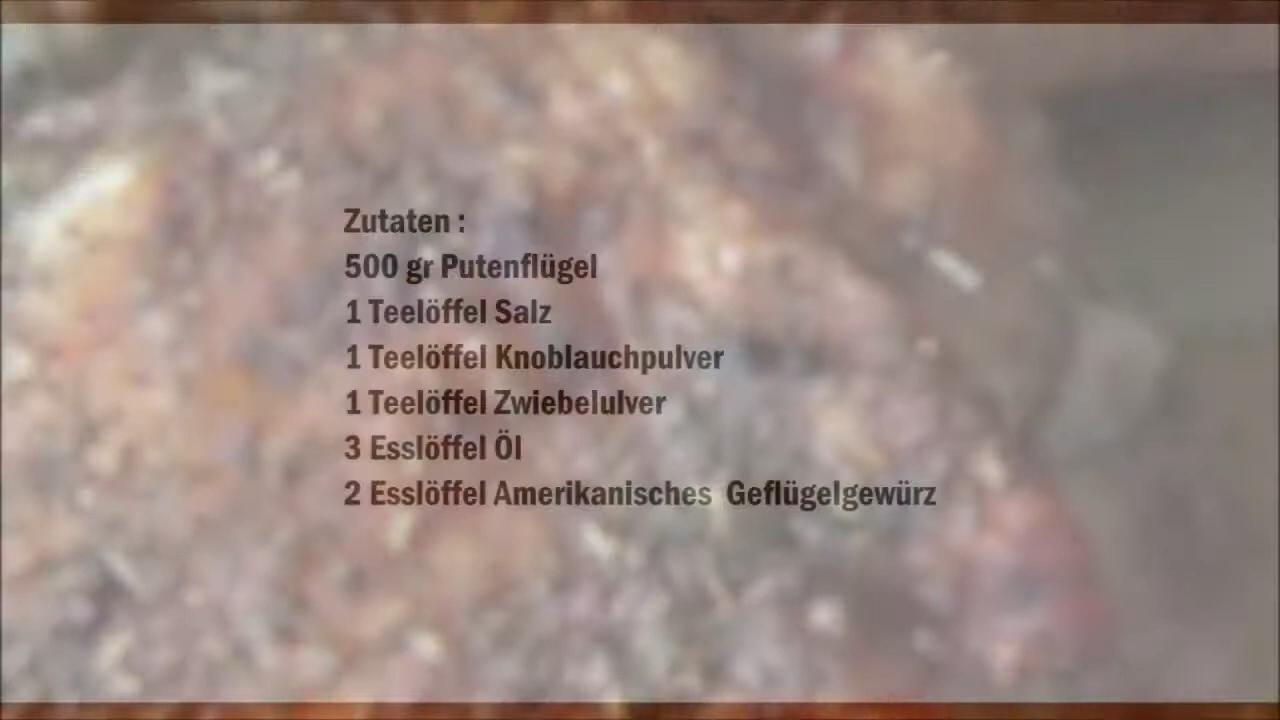 Zutaten :
500 gr Putenflügel
1 Teelöffel Salz
1 Teelöffel Knoblauchpulver
1 Teelöffel Zwiebelulver
3 Esslöffel Öl
2 Esslöffel Amerikanisches  Geflügelgewürz